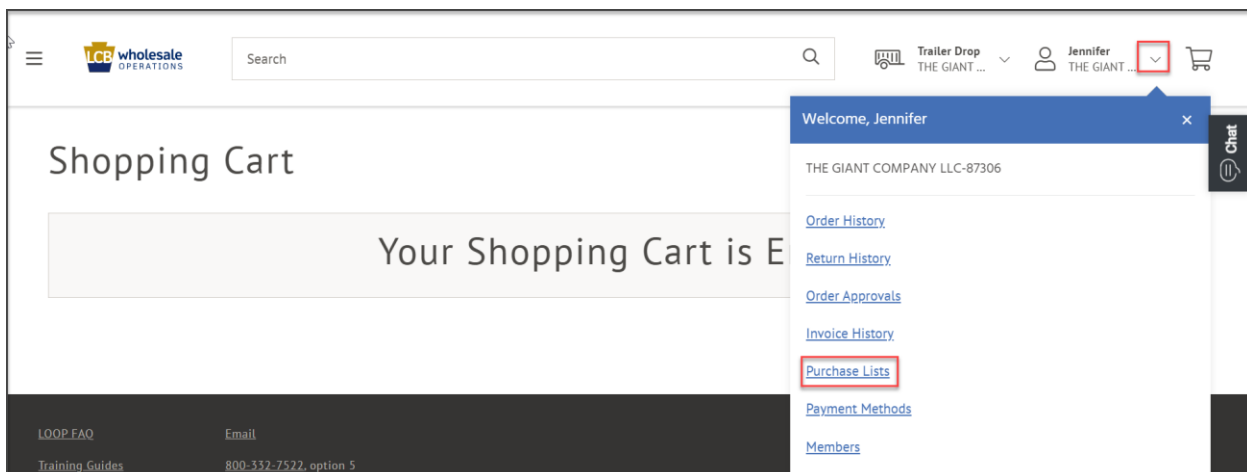 LCB wholesale
OPERATIONS
Search
Trailer Drop
THE GIANT ...
Jennifer
THE GIANT ...
Welcome, Jennifer
Chat
THE GIANT COMPANY LLC-87306
Shopping Cart
Order History
Your Shopping Cart is E
Return History
Order Approvals
Invoice History
Purchase Lists
Payment Methods
Members
LOOP FAQ
Email
Training Guides
800-332-7522, option 5